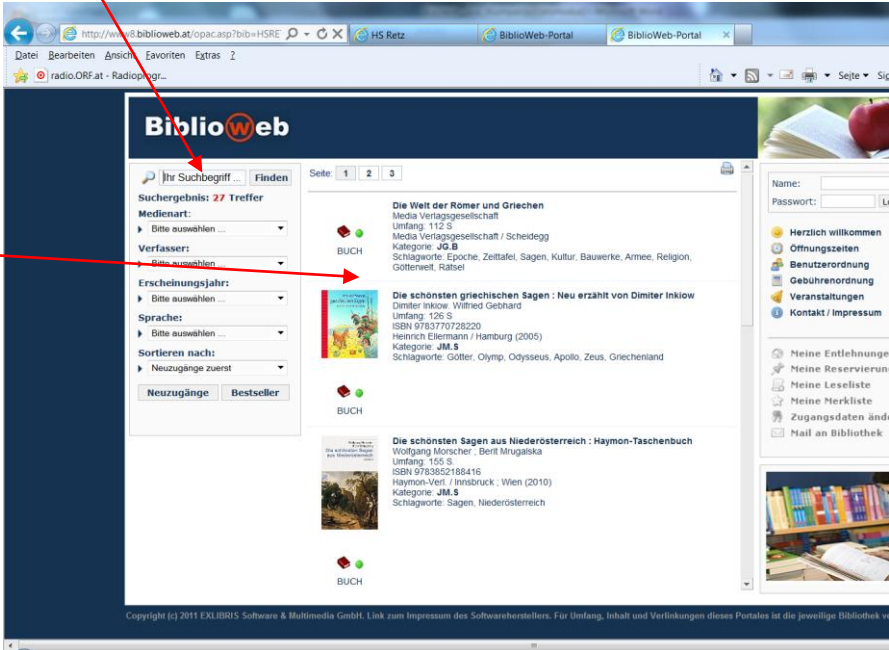 http://www8.biblioweb.at/opac.asp?bib=HSRE
HS Retz
BiblioWeb-Portal
BiblioWeb-Portal
Datei Bearbeiten Ansicht Favoriten Extras ?
radio.ORF.at - Radioprogr...
Seite
Biblioweb
Ihr Suchbegriff ... Finden
Suchergebnis: 27 Treffer
Medienart:
Bitte auswählen ...
Verfasser:
Bitte auswählen ...
Erscheinungsjahr:
Bitte auswählen ...
Sprache:
Bitte auswählen ...
Sortieren nach:
Neuzugänge zuerst
Neuzugänge Bestseller
Seite: 1 2 3
Die Welt der Römer und Griechen
Media Verlagsgesellschaft
Umfang: 112 S
Media Verlagsgesellschaft / Scheidegg
Kategorie: JG.B
Schlagworte: Epoche, Zeittafel, Sagen, Kultur, Bauwerke, Armee, Religion,
Götterwelt, Rätsel
BUCH
Die schönsten griechischen Sagen : Neu erzählt von Dimiter Inkiow
Dimiter Inkiow. Wilfried Gebhard
Umfang: 126 S
ISBN 9783770728220
Heinrich Ellermann / Hamburg (2005)
Kategorie: JM.S
Schlagworte: Götter, Olymp, Odysseus, Apollo, Zeus, Griechenland
BUCH
Die schönsten Sagen aus Niederösterreich : Haymon-Taschenbuch
Wolfgang Morscher ; Berit Mrugalska
Umfang: 155 S.
ISBN 9783852188416
Haymon-Verl. / Innsbruck ; Wien (2010)
Kategorie: JM.S
Schlagworte: Sagen, Niederösterreich
BUCH
Name:
Passwort:
Herzlich willkommen
Öffnungszeiten
Benutzerordnung
Gebührenordnung
Veranstaltungen
Kontakt / Impressum
Meine Entlehnunge
Meine Reservierun
Meine Leseliste
Meine Merkliste
Zugangsdaten ände
Mail an Bibliothek
Copyright (c) 2011 EXLIBRIS Software & Multimedia GmbH. Link zum Impressum des Softwareherstellers. Für Umfang, Inhalt und Verlinkungen dieses Portales ist die jeweilige Bibliothek